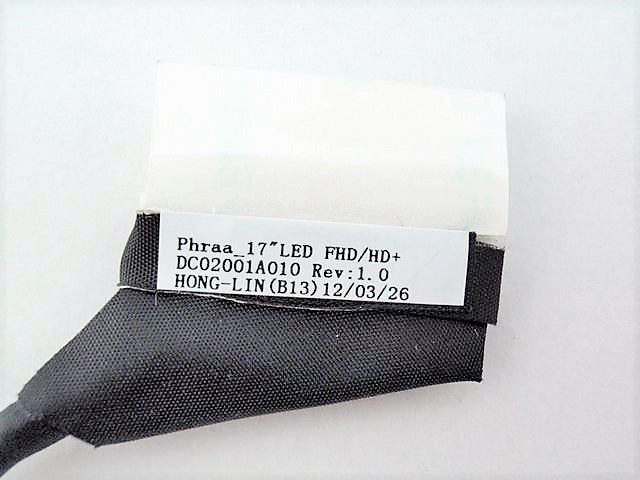 Phraa_17"LED FHD/HD+
DC02001A010 Rev:1.0
HONG-LIN(B13)12/03/26